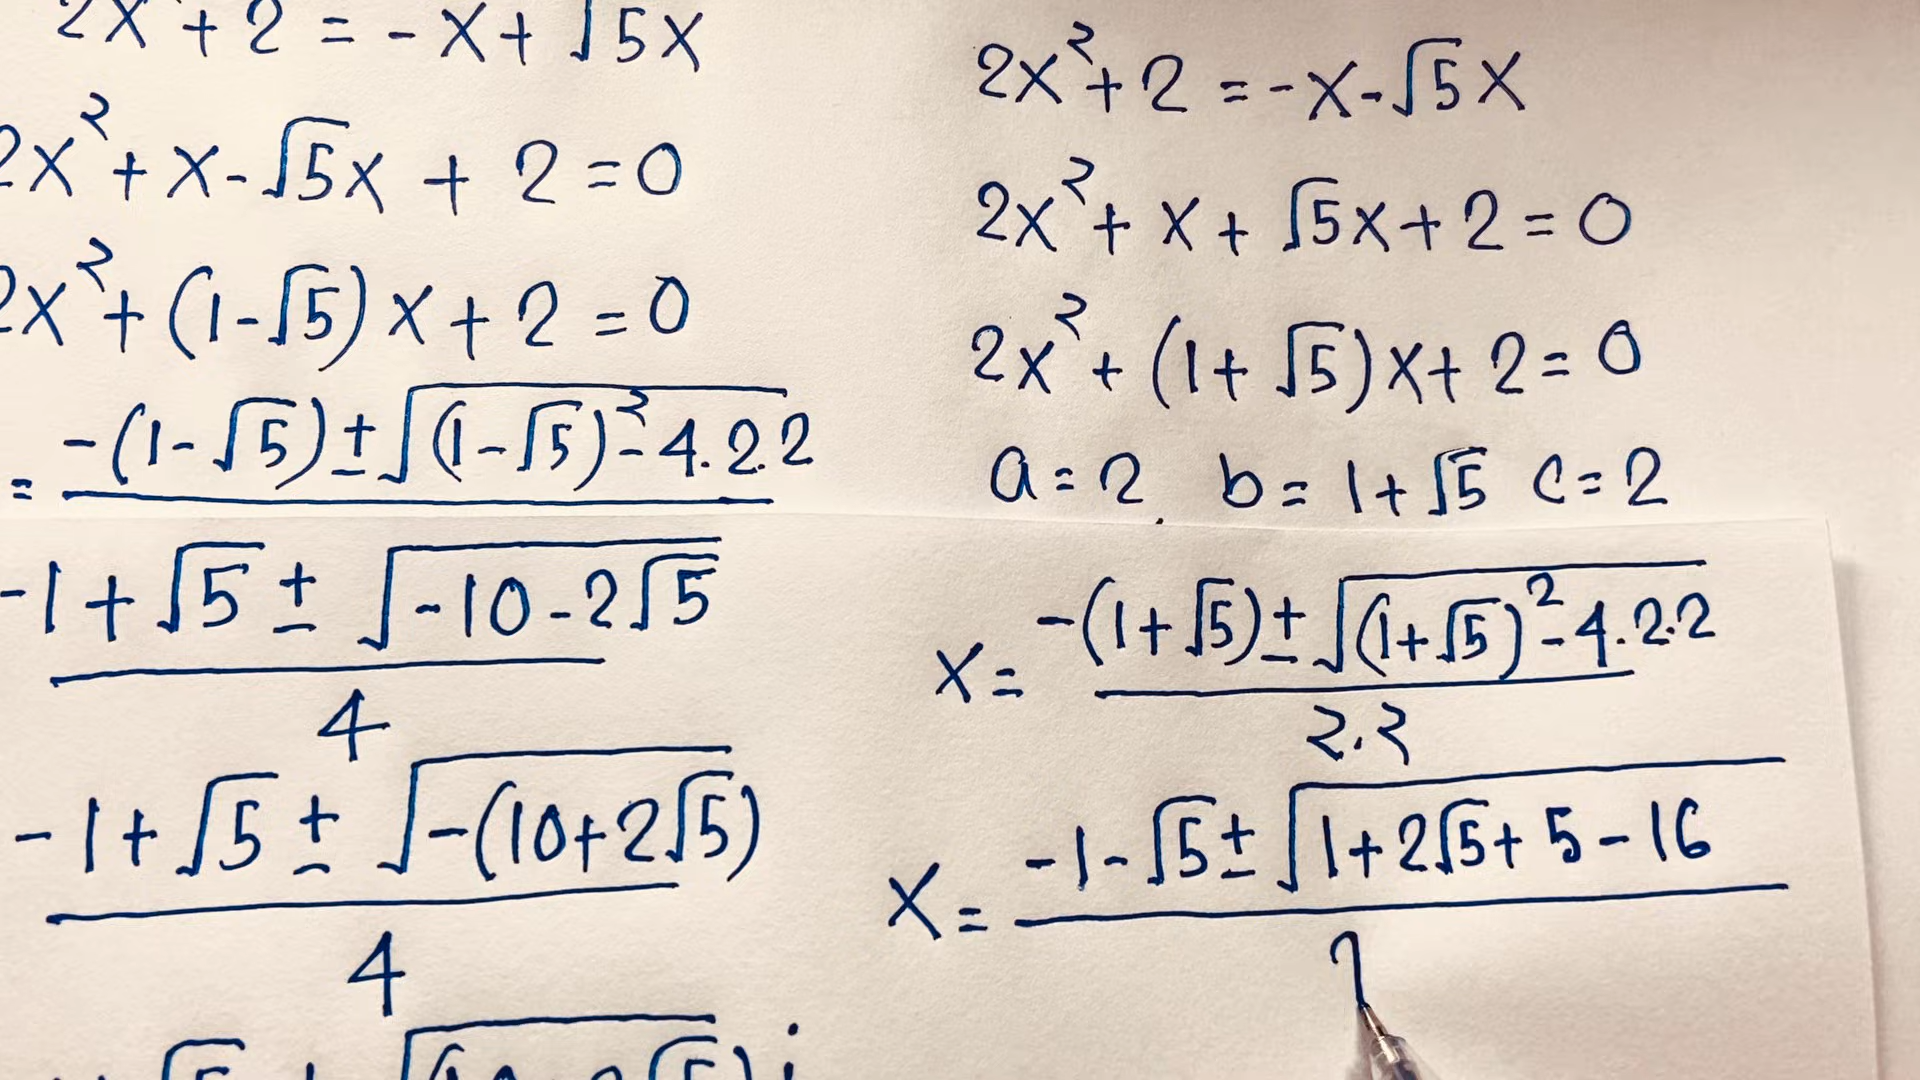 2x + 2 = - x + √5x
2x² + x - √5x + 2 = 0
2x² + (1-√5) x + 2 = 0
= -(1-√5) ± √(1-√5)² - 4.2.2
-1 + √5 ± √-10 - 2√5
4
-1 + √5 ± √-(10+2√5)
4
2x² + 2 = -x - √5x
2x² + x + √5x + 2 = 0
2x² + (1+√5)x + 2 = 0
a = 2, b = 1+√5 c = 2
x = -(1+√5) ± √(1+√5)² - 4.2.2
2.2
x = -1 - √5 ± √1 + 2√5 + 5 - 16